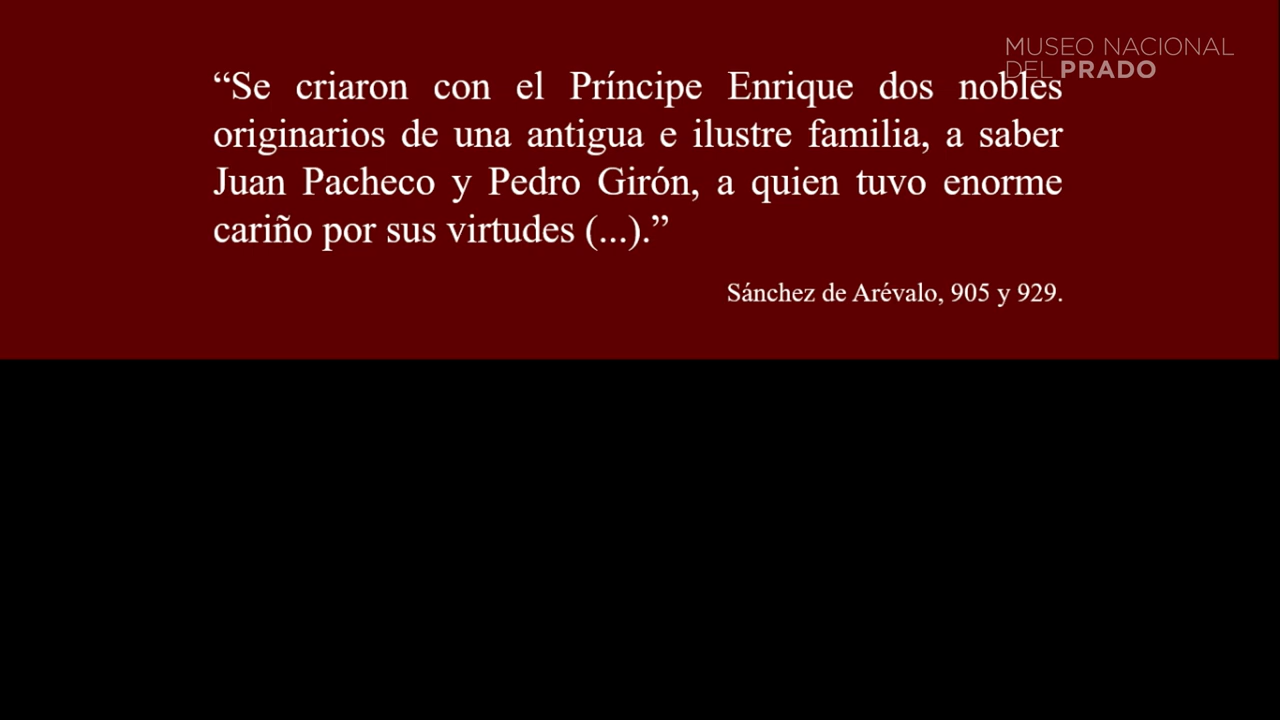 MUSEO NACIONAL
DEL PRADO
“Se criaron con el Príncipe Enrique dos nobles
originarios de una antigua e ilustre familia, a saber
Juan Pacheco y Pedro Girón, a quien tuvo enorme
cariño por sus virtudes (...).”
Sánchez de Arévalo, 905 y 929.